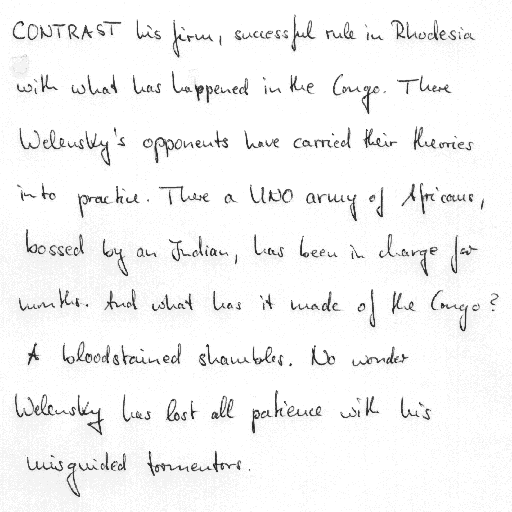 CONTRAST his firm, successful rule in Rhodesia
with what has happened in the Congo. There
Welensky's opponents have carried their theories
into practice. There a UNO army of Africans,
bossed by an Indian, has been in charge for
months. And what has it made of the Congo?
A bloodstained shambles. No wonder
Welensky has lost all patience with his
misguided tormentors.